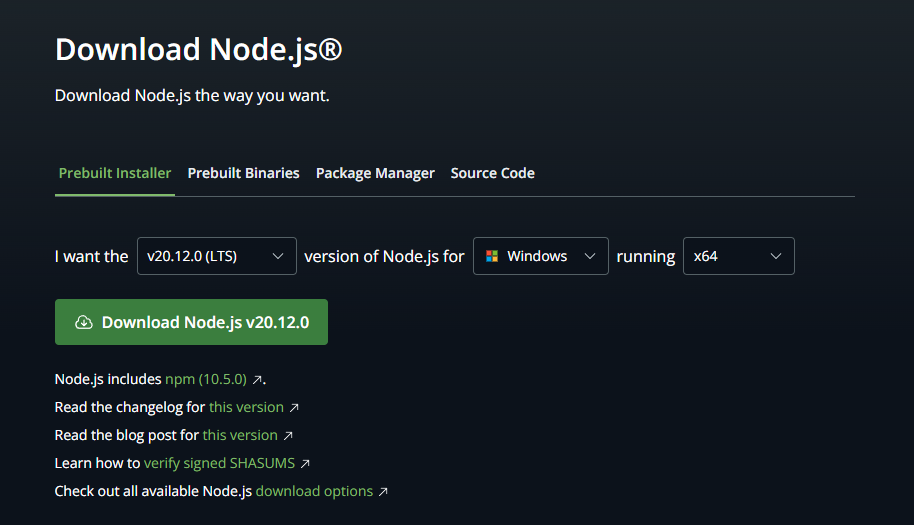 Download Node.js®
Download Node.js the way you want.
Prebuilt Installer Prebuilt Binaries Package Manager Source Code
I want the v20.12.0 (LTS) version of Node.js for Windows running x64
Download Node.js v20.12.0
Node.js includes npm (10.5.0) ↗.
Read the changelog for this version ↗
Read the blog post for this version ↗
Learn how to verify signed SHASUMS ↗
Check out all available Node.js download options ↗